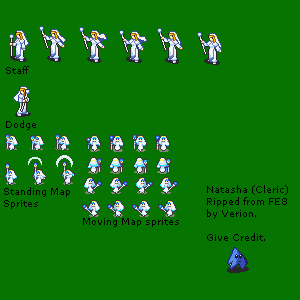 Staff
Dodge
Standing Map
Sprites
Moving Map sprites
Natasha (Cleric)
Ripped from FE8
by Verion.
Give Credit.